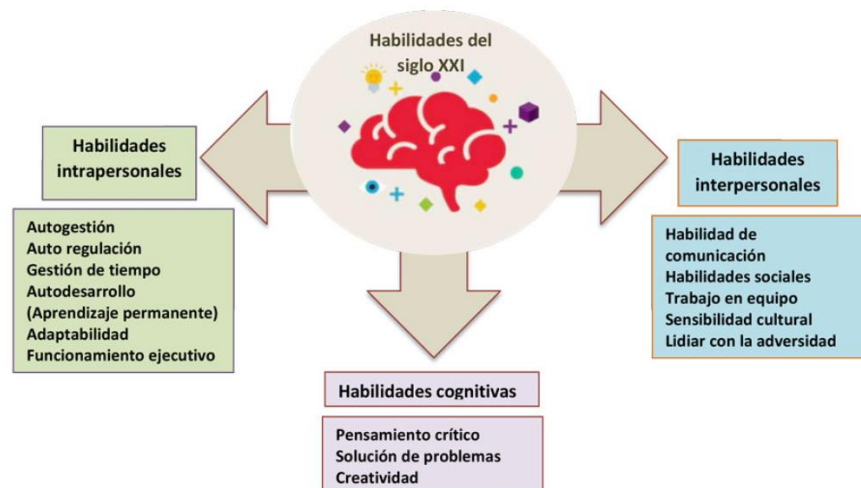 Habilidades del
siglo XXI
Habilidades
intrapersonales
Autogestión
Auto regulación
Gestión de tiempo
Autodesarrollo
(Aprendizaje permanente)
Adaptabilidad
Funcionamiento ejecutivo
Habilidades cognitivas
Pensamiento crítico
Solución de problemas
Creatividad
Habilidades
interpersonales
Habilidad de
comunicación
Habilidades sociales
Trabajo en equipo
Sensibilidad cultural
Lidiar con la adversidad